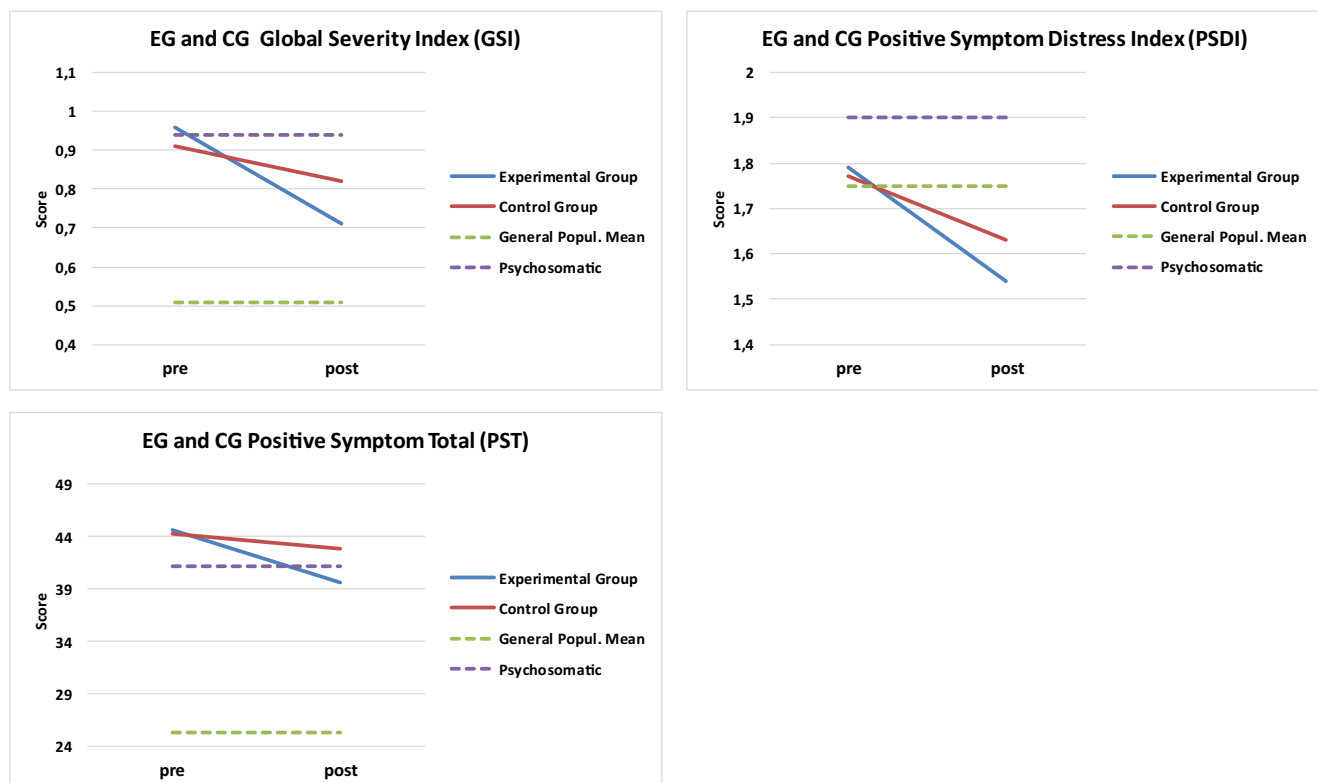 EG and CG  Global Severity Index (GSI)
1,1
1
0,9
0,8
0,7
0,6
0,5
0,4
Score
pre
post
Experimental Group
Control Group
General Popul. Mean
Psychosomatic
EG and CG Positive Symptom Distress Index (PSDI)
2
1,9
1,8
1,7
1,6
1,5
1,4
Score
pre
post
Experimental Group
Control Group
General Popul. Mean
Psychosomatic
EG and CG Positive Symptom Total (PST)
49
44
39
34
29
24
Score
pre
post
Experimental Group
Control Group
General Popul. Mean
Psychosomatic